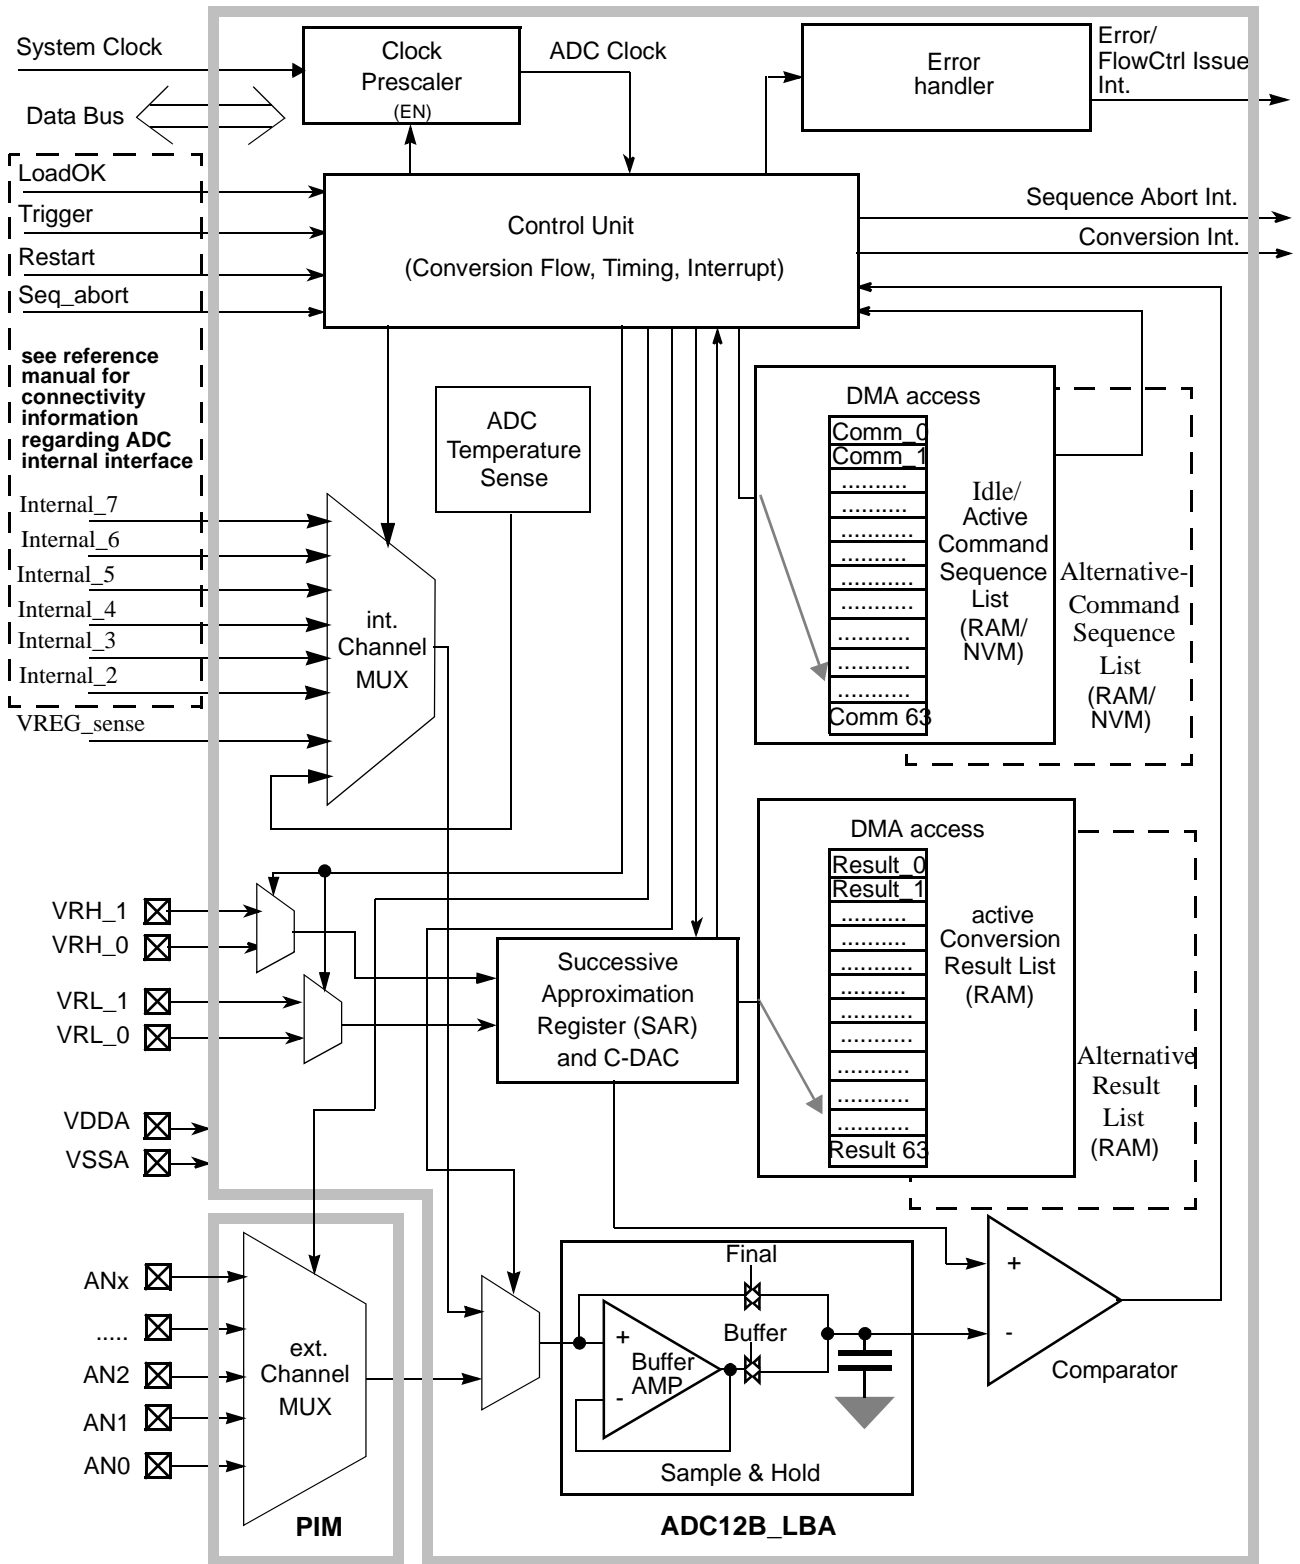 System Clock
Data Bus
Clock
Prescaler
(EN)
ADC Clock
Error
handler
Error/
FlowCtrl Issue
Int.
LoadOK
Trigger
Restart
Seq_abort
Control Unit
(Conversion Flow, Timing, Interrupt)
Sequence Abort Int.
Conversion Int.
see reference
manual for
connectivity
information
regarding ADC
internal interface
ADC
Temperature
Sense
Internal_7
Internal_6
Internal_5
Internal_4
Internal_3
Internal_2
VREG_sense
int.
Channel
MUX
DMA access
Comm_0
Comm_1
..........
..........
...........
...........
...........
...........
...........
...........
...........
Comm 63
Idle/
Active
Command
Sequence
List
(RAM/
NVM)
Alternative-
Command
Sequence
List
(RAM/
NVM)
DMA access
Result_0
Result_1
..........
..........
...........
...........
...........
...........
...........
...........
...........
Result 63
active
Conversion
Result List
(RAM)
Alternative
Result
List
(RAM)
VRH_1
VRH_0
VRL_1
VRL_0
VDDA
VSSA
Successive
Approximation
Register (SAR)
and C-DAC
ANx
.....
AN2
AN1
AN0
ext.
Channel
MUX
PIM
Final
Buffer
+
Buffer
AMP
-
Sample & Hold
+
-
Comparator
ADC12B_LBA